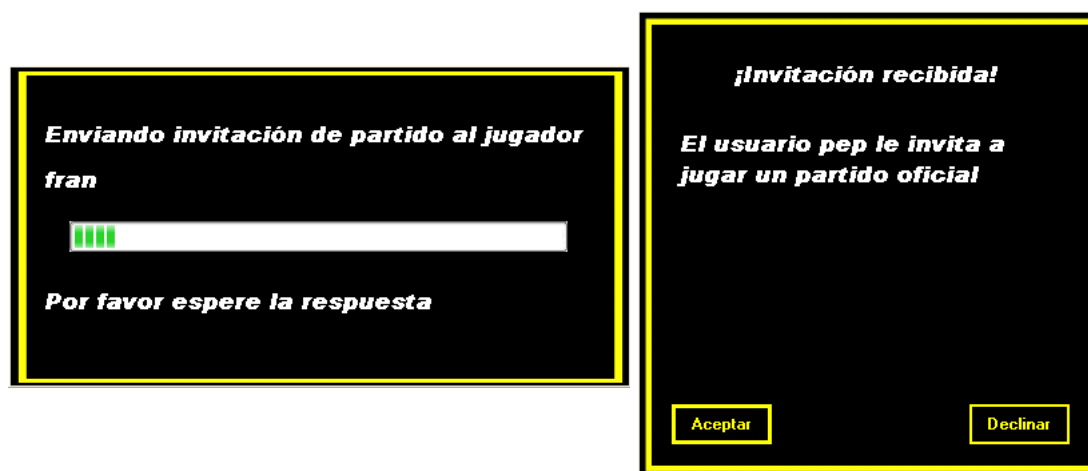 Enviando invitación de partido al jugador
fran
Por favor espere la respuesta
¡Invitación recibida!
El usuario pep le invita a
jugar un partido oficial
Aceptar
Declinar